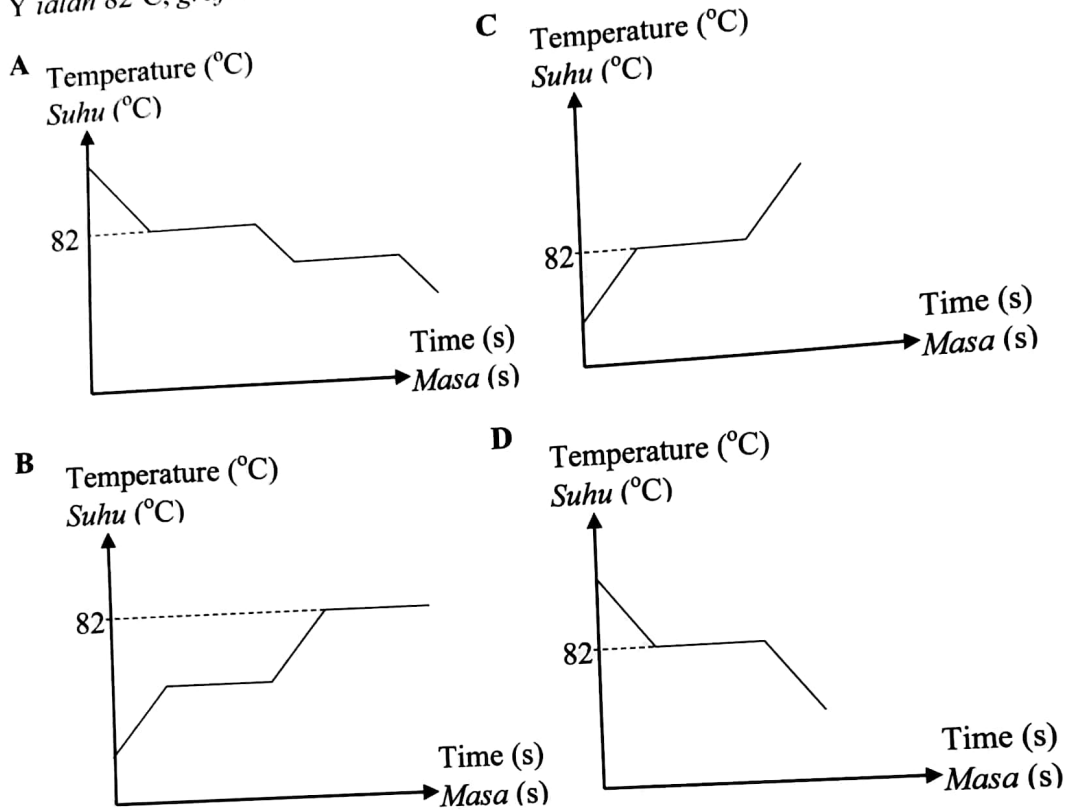 Y ialah 82°C, gra
A Temperature (°C)
Suhu (°C)
82
Time (s)
Masa (s)
B Temperature (°C)
Suhu (°C)
82
Time (s)
Masa (s)
C Temperature (°C)
Suhu (°C)
82
Time (s)
Masa (s)
D Temperature (°C)
Suhu (°C)
82
Time (s)
Masa (s)